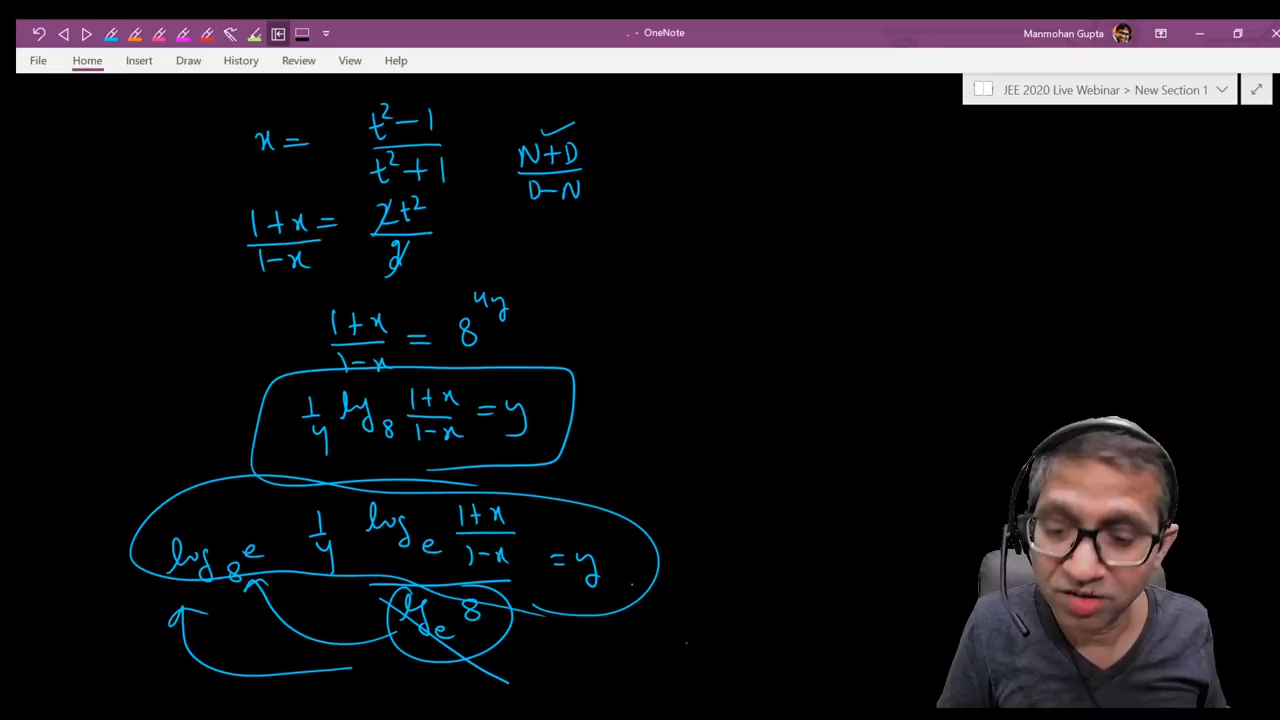 . - OneNote
Manmohan Gupta
File Home Insert Draw History Review View Help
JEE 2020 Live Webinar > New Section 1
x = (t² - 1)/(t² + 1)
(N + D)/(D - N)
(1 + x)/(1 - x) = 2t²/2
(1 + x)/(1 - x) = 8^(4y)
1/4 log₈ (1 + x)/(1 - x) = y
log₈ e 1/4 logₑ (1 + x)/(1 - x) = y
logₑ 8